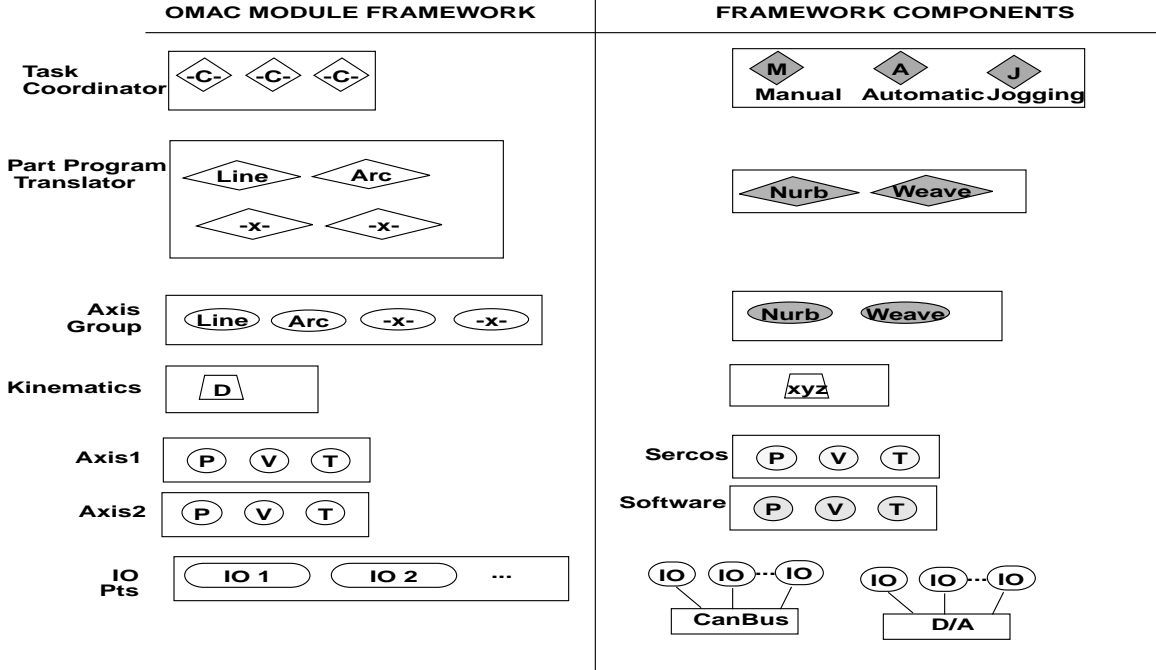 OMAC MODULE FRAMEWORK
FRAMEWORK COMPONENTS
Task
Coordinator
-C- -C- -C-
M A J
Manual Automatic Jogging
Part Program
Translator
Line Arc
-x- -x-
Nurb Weave
Axis
Group
Line Arc -x- -x-
Nurb Weave
Kinematics
D
xyz
Axis1
P V T
Sercos
P V T
Axis2
P V T
Software
P V T
IO
Pts
IO 1 IO 2 ...
IO IO ... IO
CanBus
IO IO ... IO
D/A